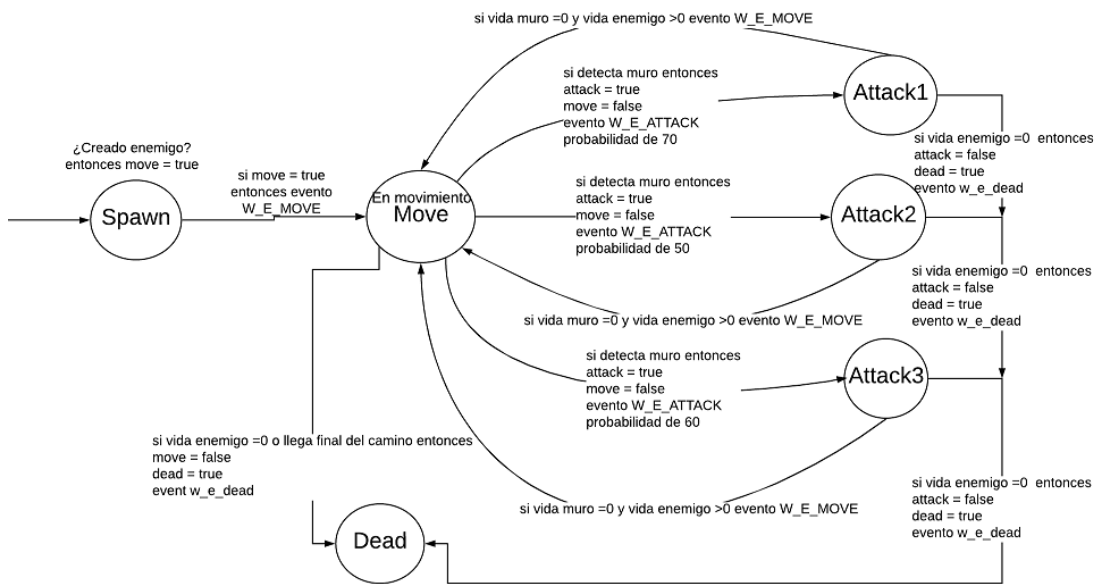 si vida muro =0 y vida enemigo >0 evento W_E_MOVE
si detecta muro entonces
attack = true
move = false
evento W_E_ATTACK
probabilidad de 70
Attack1
si vida enemigo =0 entonces
attack = false
dead = true
evento w_e_dead
¿Creado enemigo?
entonces move = true
Spawn
si move = true
entonces evento
W_E_MOVE
En movimiento
Move
si detecta muro entonces
attack = true
move = false
evento W_E_ATTACK
probabilidad de 50
Attack2
si vida enemigo =0 entonces
attack = false
dead = true
evento w_e_dead
si vida muro =0 y vida enemigo >0 evento W_E_MOVE
si detecta muro entonces
attack = true
move = false
evento W_E_ATTACK
probabilidad de 60
Attack3
si vida enemigo =0 o llega final del camino entonces
move = false
dead = true
event w_e_dead
si vida muro =0 y vida enemigo >0 evento W_E_MOVE
si vida enemigo =0 entonces
attack = false
dead = true
evento w_e_dead
Dead